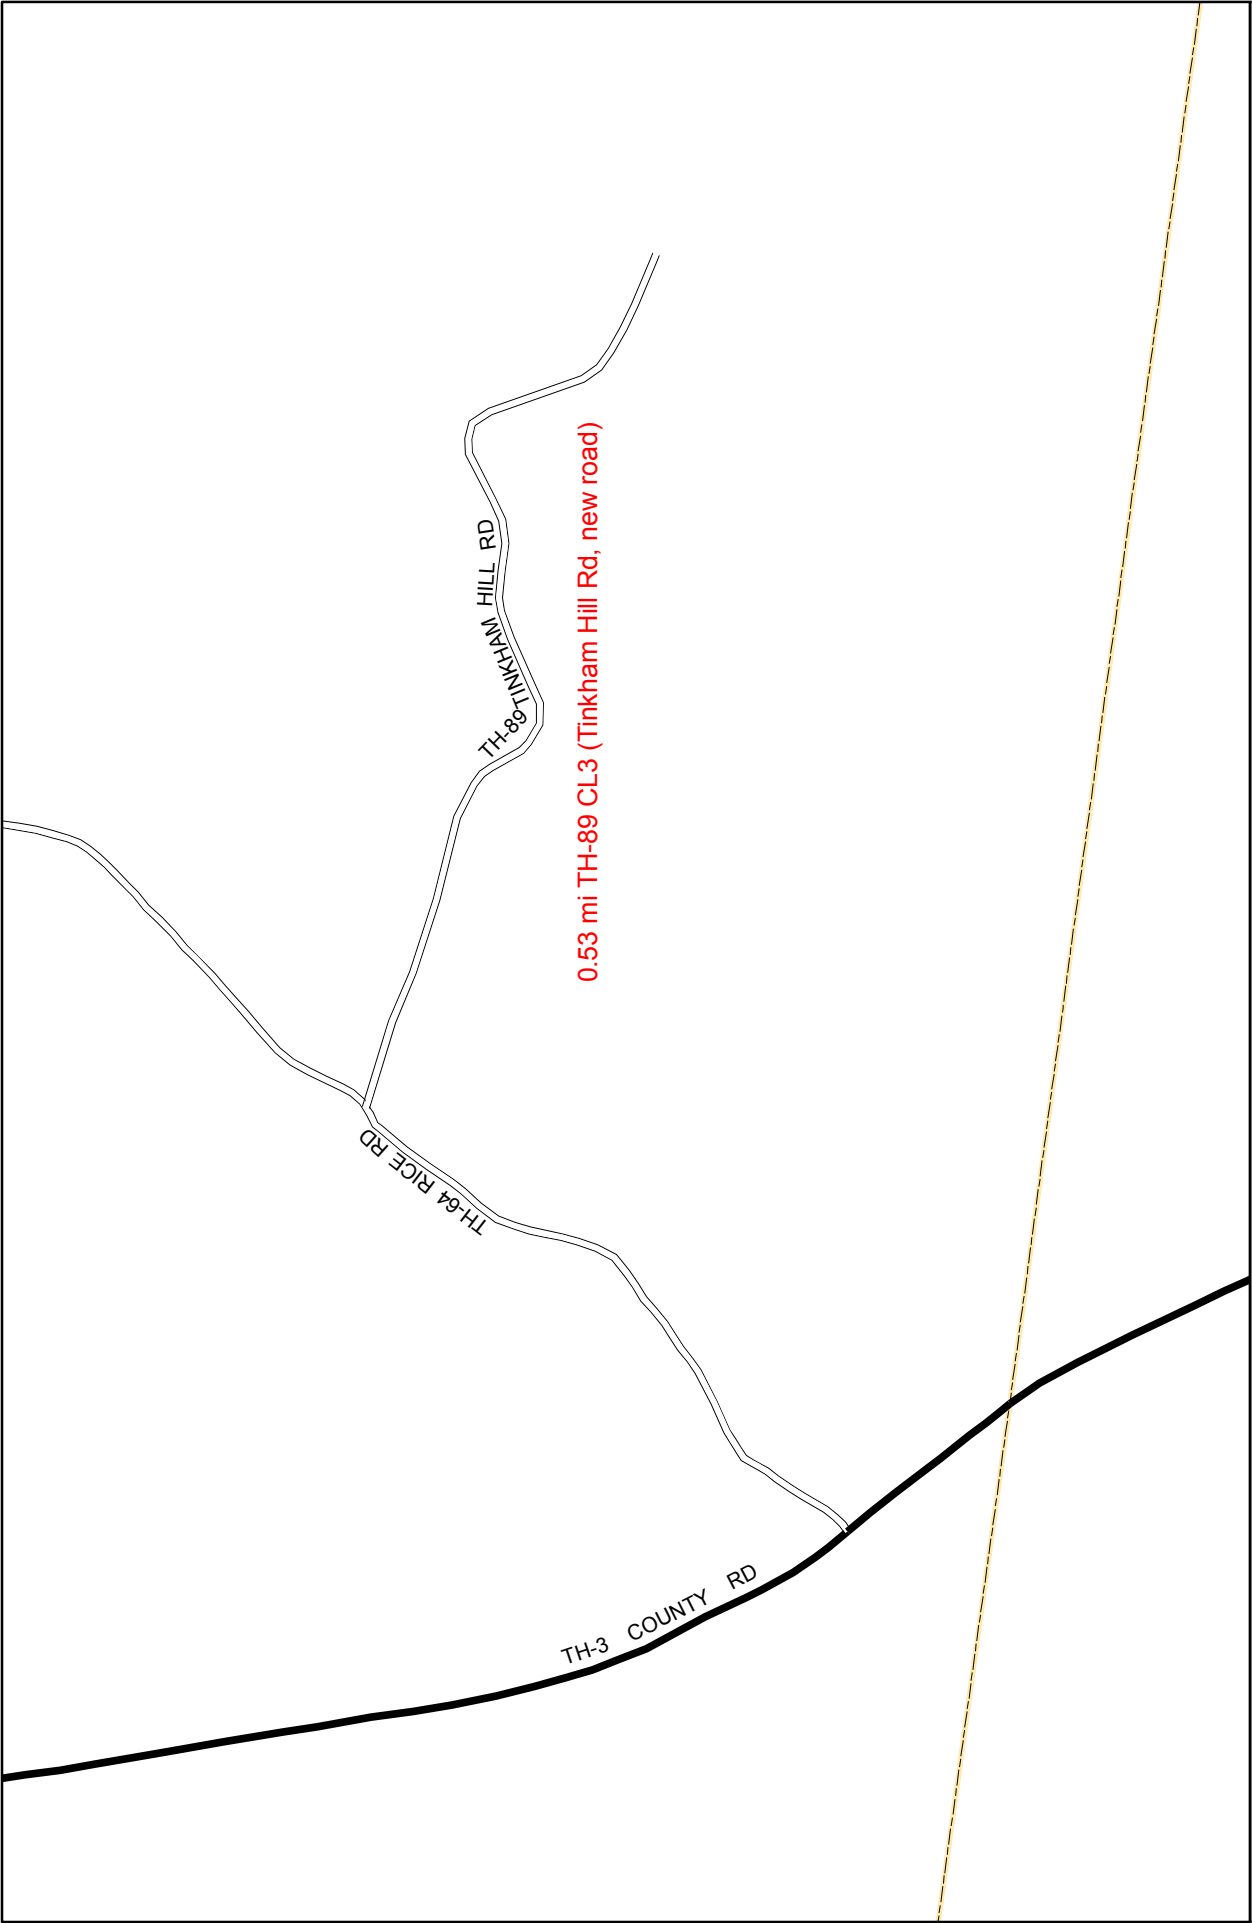 TH-89 TINKHAM HILL RD
0.53 mi TH-89 CL3 (Tinkham Hill Rd, new road)
TH-64 RICE RD
TH-3 COUNTY RD